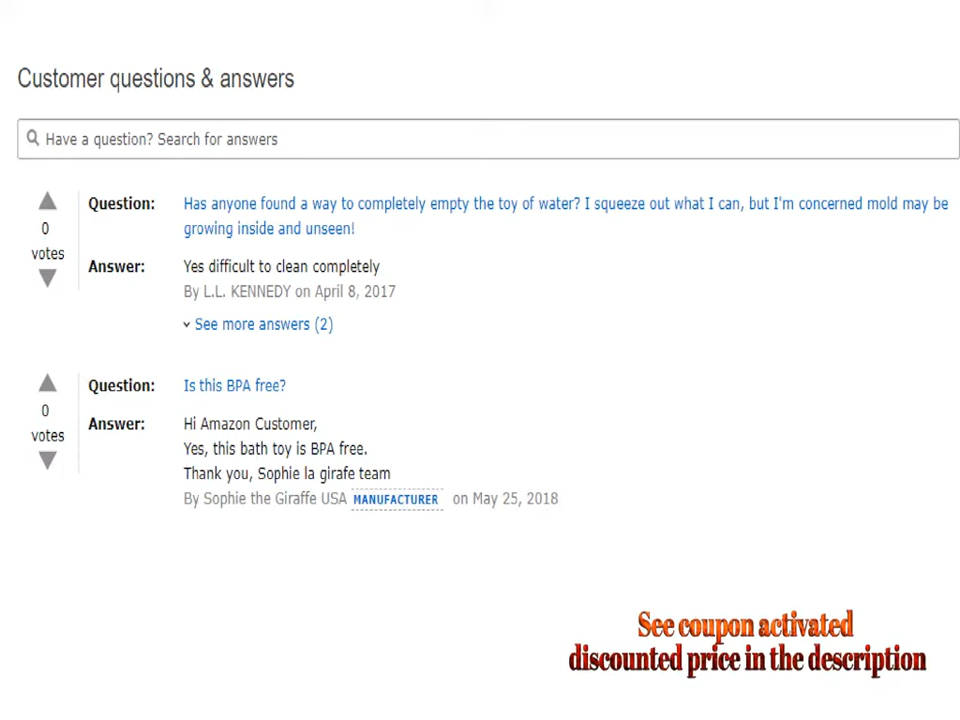 Customer questions & answers
Have a question? Search for answers
0
votes
Question: Has anyone found a way to completely empty the toy of water? I squeeze out what I can, but I'm concerned mold may be
growing inside and unseen!
Answer: Yes difficult to clean completely
By L.L. KENNEDY on April 8, 2017
See more answers (2)
0
votes
Question: Is this BPA free?
Answer: Hi Amazon Customer,
Yes, this bath toy is BPA free.
Thank you, Sophie la girafe team
By Sophie the Giraffe USA MANUFACTURER on May 25, 2018
See coupon activated
discounted price in the description